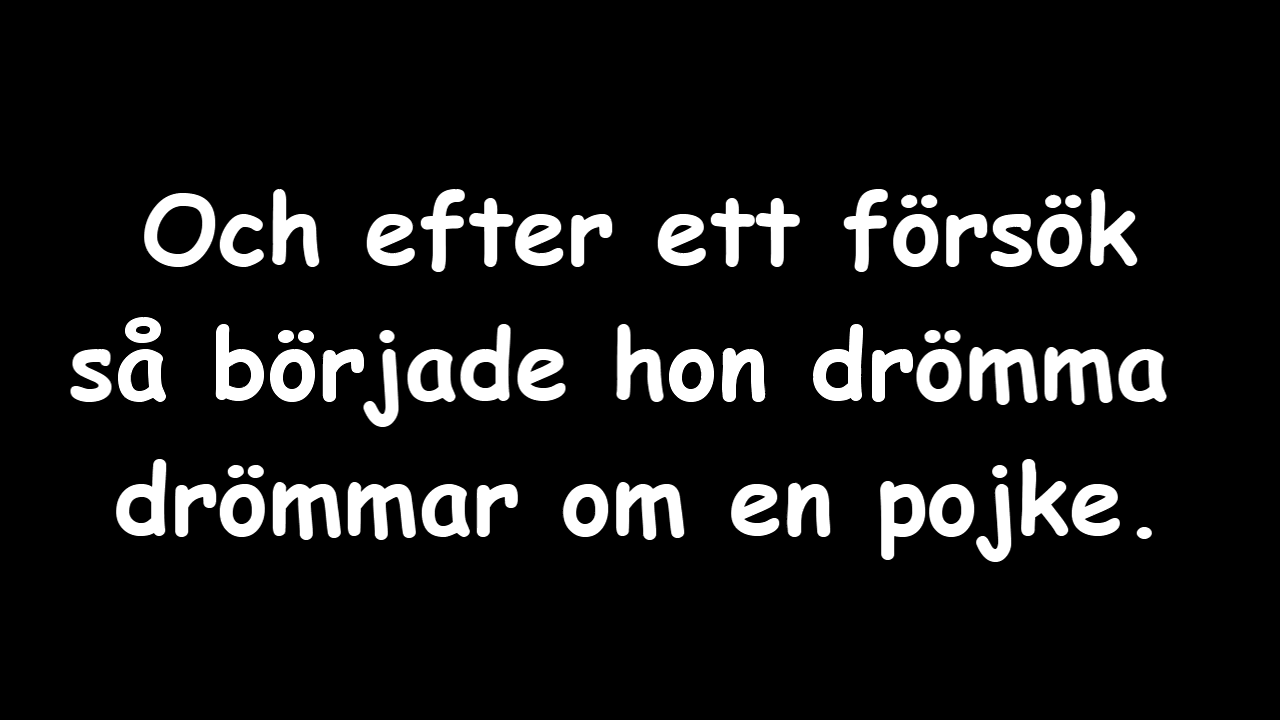 Och efter ett försök
så började hon drömma
drömmar om en pojke.